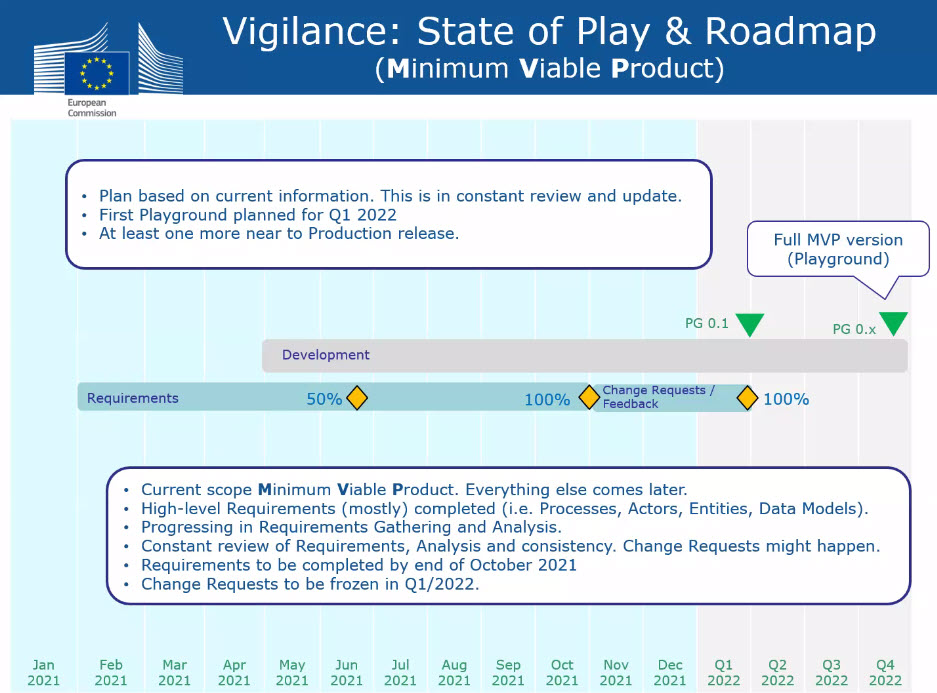 Vigilance: State of Play & Roadmap
(Minimum Viable Product)
European
Commission
• Plan based on current information. This is in constant review and update.
• First Playground planned for Q1 2022
• At least one more near to Production release.
Full MVP version
(Playground)
PG 0.1
PG 0.x
Development
Requirements
50%
100%
Change Requests /
Feedback
100%
• Current scope Minimum Viable Product. Everything else comes later.
• High-level Requirements (mostly) completed (i.e. Processes, Actors, Entities, Data Models).
• Progressing in Requirements Gathering and Analysis.
• Constant review of Requirements, Analysis and consistency. Change Requests might happen.
• Requirements to be completed by end of October 2021
• Change Requests to be frozen in Q1/2022.
Jan Feb Mar Apr May Jun Jul Aug Sep Oct Nov Dec Q1 Q2 Q3 Q4
2021 2021 2021 2021 2021 2021 2021 2021 2021 2021 2021 2021 2022 2022 2022 2022